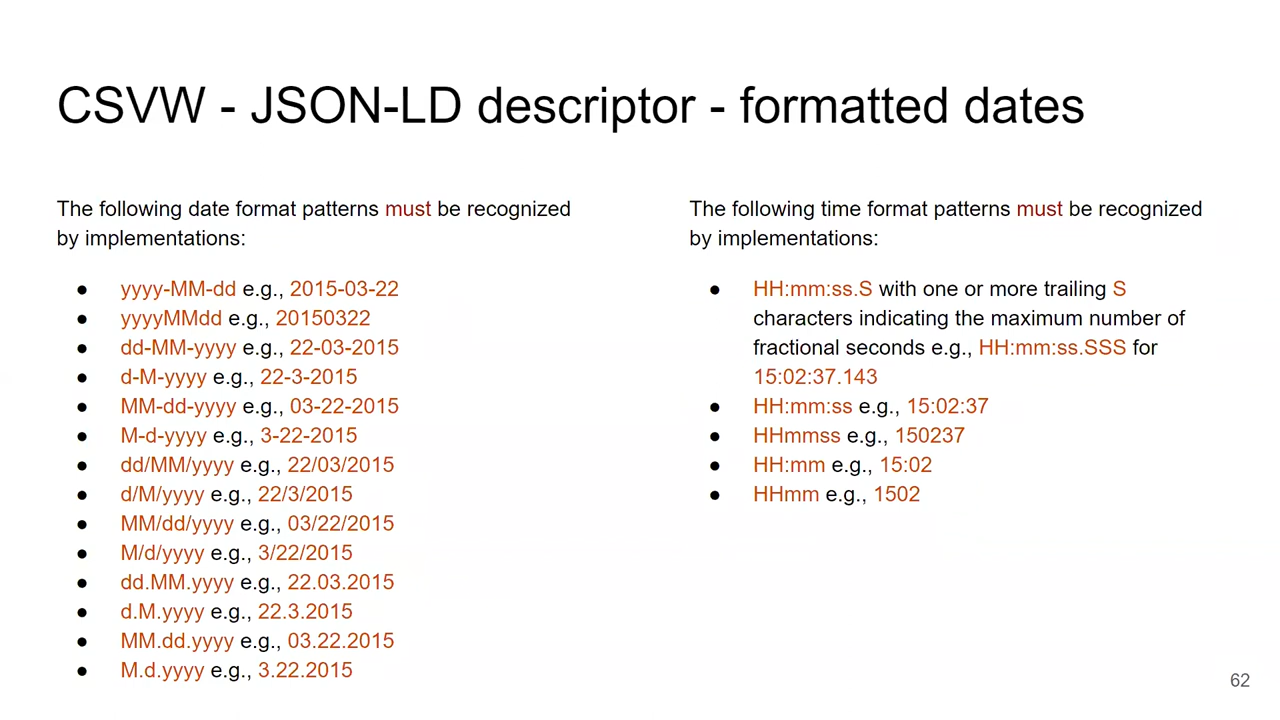 CSVW - JSON-LD descriptor - formatted dates
The following date format patterns must be recognized
by implementations:
● yyyy-MM-dd e.g., 2015-03-22
● yyyyMMdd e.g., 20150322
● dd-MM-yyyy e.g., 22-03-2015
● d-M-yyyy e.g., 22-3-2015
● MM-dd-yyyy e.g., 03-22-2015
● M-d-yyyy e.g., 3-22-2015
● dd/MM/yyyy e.g., 22/03/2015
● d/M/yyyy e.g., 22/3/2015
● MM/dd/yyyy e.g., 03/22/2015
● M/d/yyyy e.g., 3/22/2015
● dd.MM.yyyy e.g., 22.03.2015
● d.M.yyyy e.g., 22.3.2015
● MM.dd.yyyy e.g., 03.22.2015
● M.d.yyyy e.g., 3.22.2015
The following time format patterns must be recognized
by implementations:
● HH:mm:ss.S with one or more trailing S
characters indicating the maximum number of
fractional seconds e.g., HH:mm:ss.SSS for
15:02:37.143
● HH:mm:ss e.g., 15:02:37
● HHmmss e.g., 150237
● HH:mm e.g., 15:02
● HHmm e.g., 1502
62